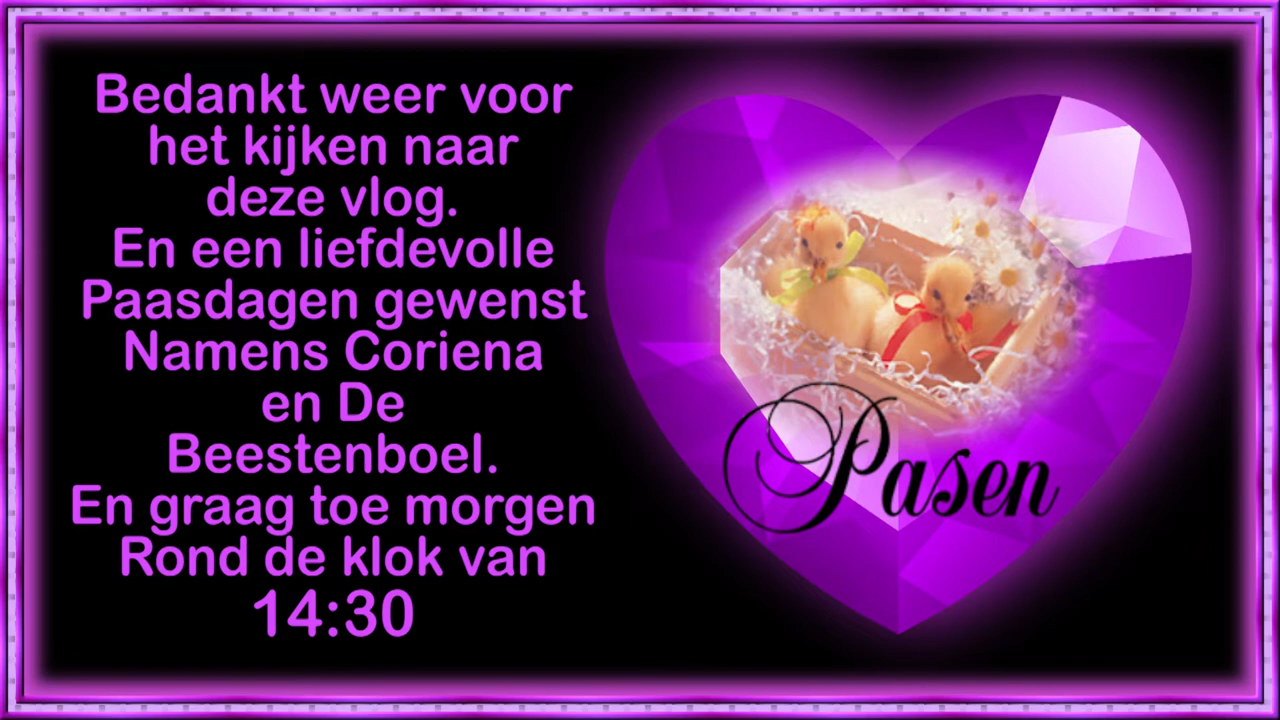 Bedankt weer voor
het kijken naar
deze vlog.
En een liefdevolle
Paasdagen gewenst
Namens Coriena
en De
Beestenboel.
En graag toe morgen
Rond de klok van
14:30
Pasen